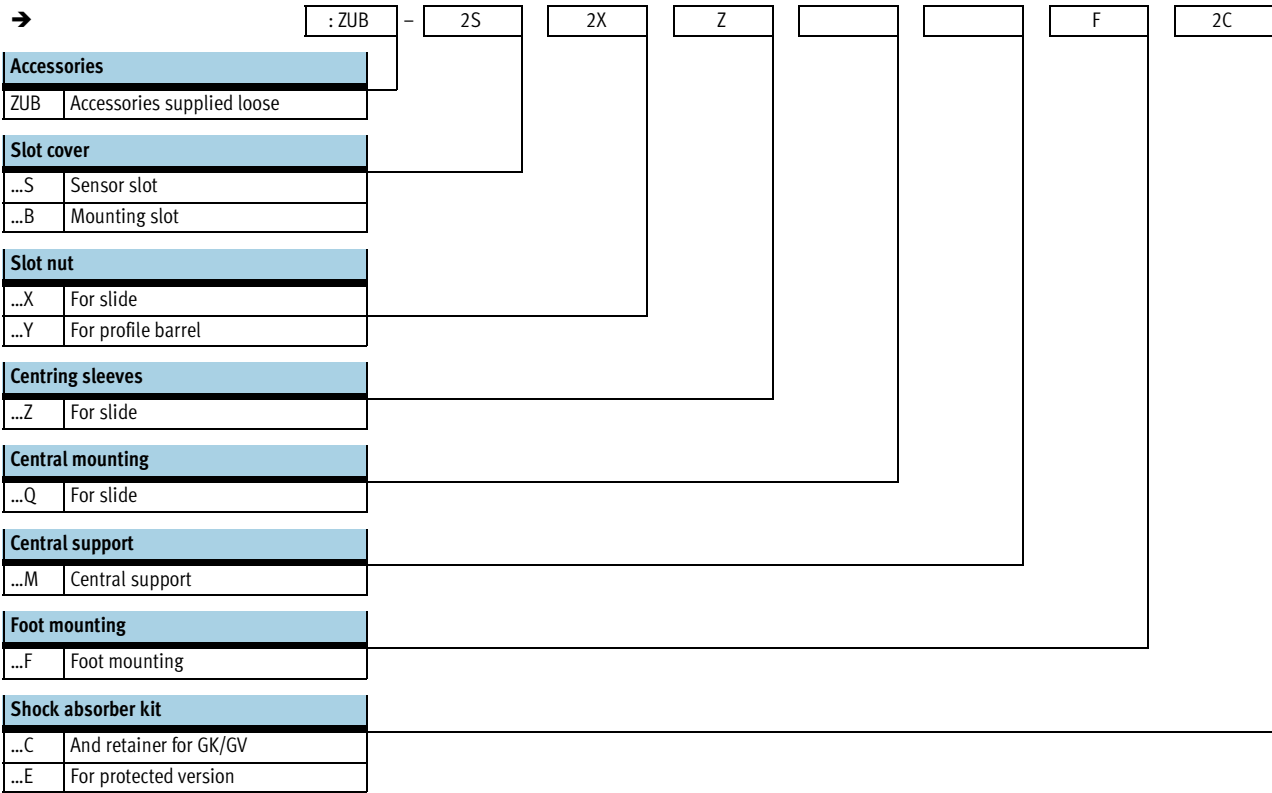 ➔ : ZUB – 2S 2X Z F 2C
Accessories
ZUB Accessories supplied loose
Slot cover
...S Sensor slot
...B Mounting slot
Slot nut
...X For slide
...Y For profile barrel
Centring sleeves
...Z For slide
Central mounting
...Q For slide
Central support
...M Central support
Foot mounting
...F Foot mounting
Shock absorber kit
...C And retainer for GK/GV
...E For protected version